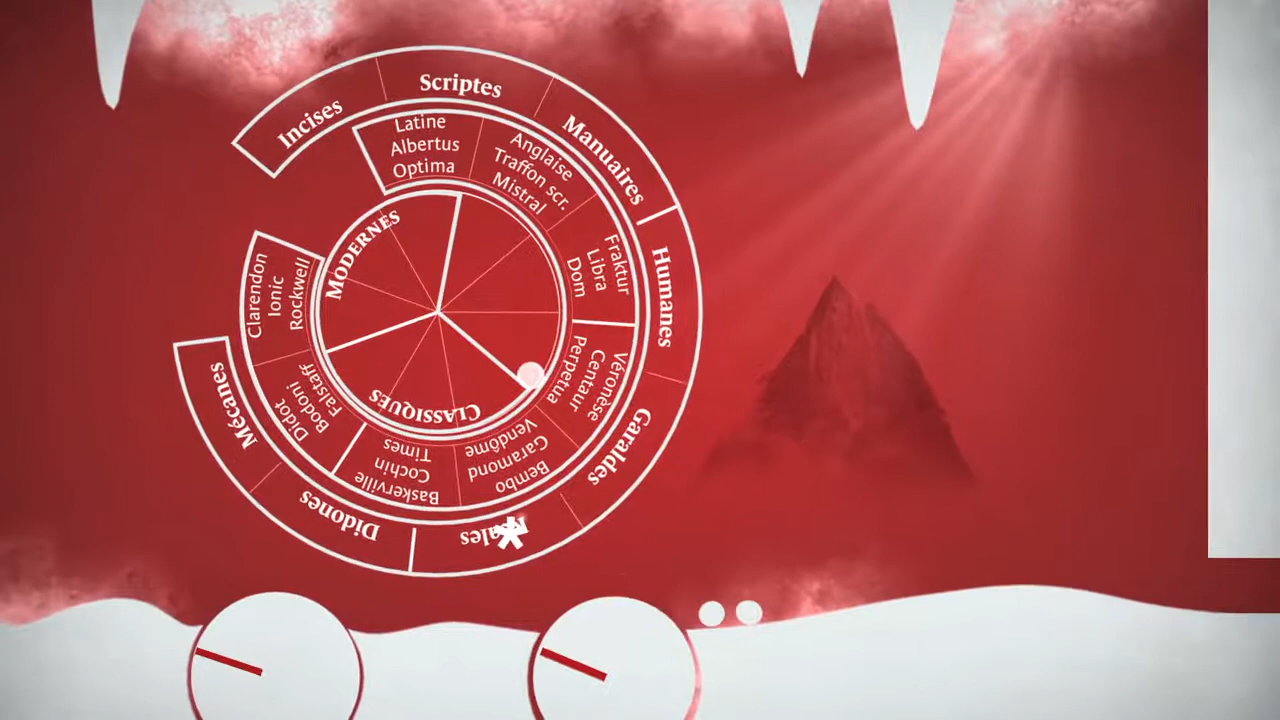 Incises
Scriptes
Manuaires
Humanes
Garaldes
Didones
Mécanes
Latine
Albertus
Optima
Anglaise
Traffon scr.
Mistral
Fraktur
Libra
Dom
Véronèse
Centaur
Perpetua
Vendôme
Garamond
Bembo
Times
Cochin
Baskerville
Didot
Bodoni
Falstaff
Clarendon
Ionic
Rockwell
MODERNES
CLASSIQUES